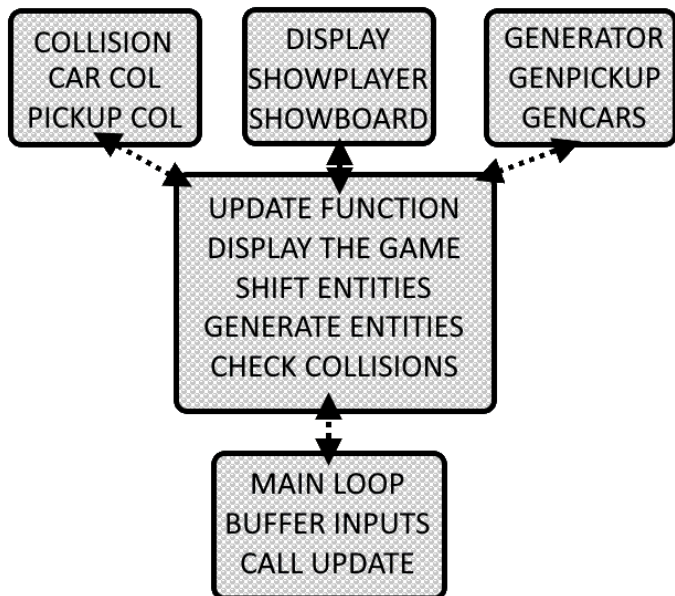 COLLISION
CAR COL
PICKUP COL
DISPLAY
SHOWPLAYER
SHOWBOARD
GENERATOR
GENPICKUP
GENCARS
UPDATE FUNCTION
DISPLAY THE GAME
SHIFT ENTITIES
GENERATE ENTITIES
CHECK COLLISIONS
MAIN LOOP
BUFFER INPUTS
CALL UPDATE